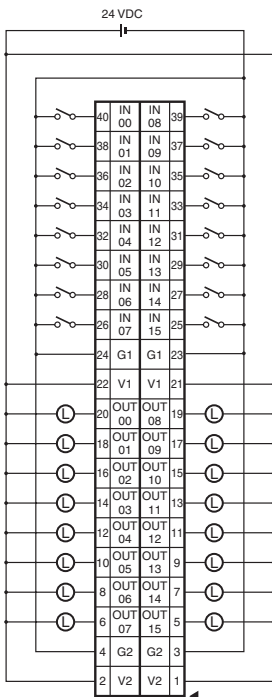 24 VDC
40 IN 00 IN 08 39
38 IN 01 IN 09 37
36 IN 02 IN 10 35
34 IN 03 IN 11 33
32 IN 04 IN 12 31
30 IN 05 IN 13 29
28 IN 06 IN 14 27
26 IN 07 IN 15 25
24 G1 G1 23
22 V1 V1 21
L 20 OUT 00 OUT 08 19 L
L 18 OUT 01 OUT 09 17 L
L 16 OUT 02 OUT 10 15 L
L 14 OUT 03 OUT 11 13 L
L 12 OUT 04 OUT 12 11 L
L 10 OUT 05 OUT 13 9 L
L 8 OUT 06 OUT 14 7 L
L 6 OUT 07 OUT 15 5 L
4 G2 G2 3
2 V2 V2 1